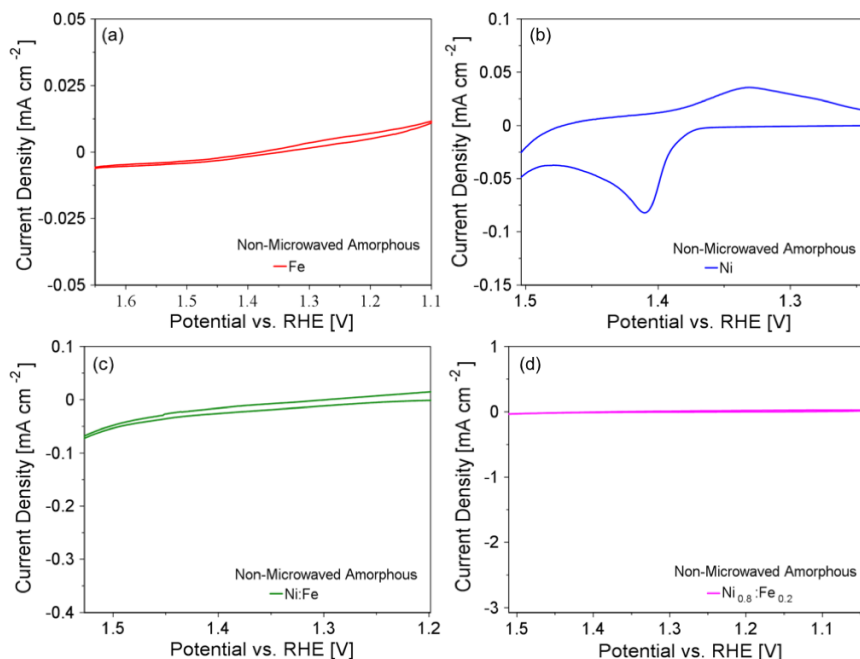 (a)
0.05
0.025
0
-0.025
-0.05
Current Density [mA cm-2]
Non-Microwaved Amorphous
Fe
1.6 1.5 1.4 1.3 1.2 1.1
Potential vs. RHE [V]
(b)
0.1
0.05
0
-0.05
-0.1
-0.15
Current Density [mA cm-2]
Non-Microwaved Amorphous
Ni
1.5 1.4 1.3
Potential vs. RHE [V]
(c)
0.1
0
-0.1
-0.2
-0.3
-0.4
Current Density [mA cm-2]
Non-Microwaved Amorphous
Ni:Fe
1.5 1.4 1.3 1.2
Potential vs. RHE [V]
(d)
1
0
-1
-2
-3
Current Density [mA cm-2]
Non-Microwaved Amorphous
Ni0.8:Fe0.2
1.5 1.4 1.3 1.2 1.1
Potential vs. RHE [V]